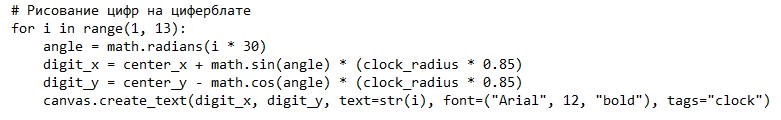 # Рисование цифр на циферблате
for i in range(1, 13):
    angle = math.radians(i * 30)
    digit_x = center_x + math.sin(angle) * (clock_radius * 0.85)
    digit_y = center_y - math.cos(angle) * (clock_radius * 0.85)
    canvas.create_text(digit_x, digit_y, text=str(i), font=("Arial", 12, "bold"), tags="clock")